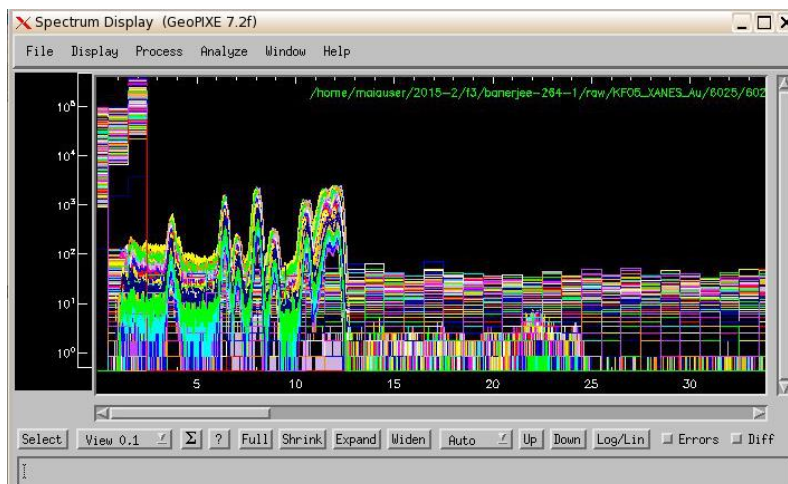 Spectrum Display (GeoPIXE 7.2f)
File Display Process Analyze Window Help
/home/maiauser/2015-2/f3/banerjee-264-1/raw/KF05_XANES_Au/6025/602
10⁵
10⁴
10³
10²
10¹
10⁰
5 10 15 20 25 30
Select View 0.1 Σ ? Full Shrink Expand Widen Auto Up Down Log/Lin Errors Diff